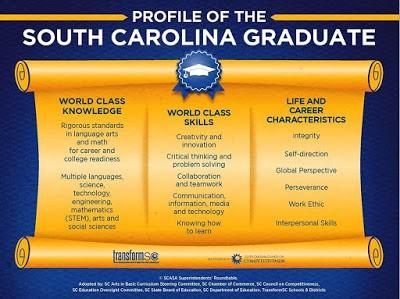 PROFILE OF THE
SOUTH CAROLINA GRADUATE
WORLD CLASS
KNOWLEDGE
Rigorous standards
in language arts
and math
for career and
college readiness
Multiple languages,
science,
technology,
engineering,
mathematics
(STEM), arts and
social sciences
WORLD CLASS
SKILLS
Creativity and
innovation
Critical thinking and
problem solving
Collaboration
and teamwork
Communication,
information, media
and technology
Knowing how
to learn
LIFE AND
CAREER
CHARACTERISTICS
Integrity
Self-direction
Global Perspective
Perseverance
Work Ethic
Interpersonal Skills
transformSC
COMPETITIVENESS
© SCASA Superintendents' Roundtable.
Adopted by: SC Arts in Basic Curriculum Steering Committee, SC Chamber of Commerce, SC Council on Competitiveness,
SC Education Oversight Committee, SC State Board of Education, SC Department of Education, TransformSC Schools & Districts